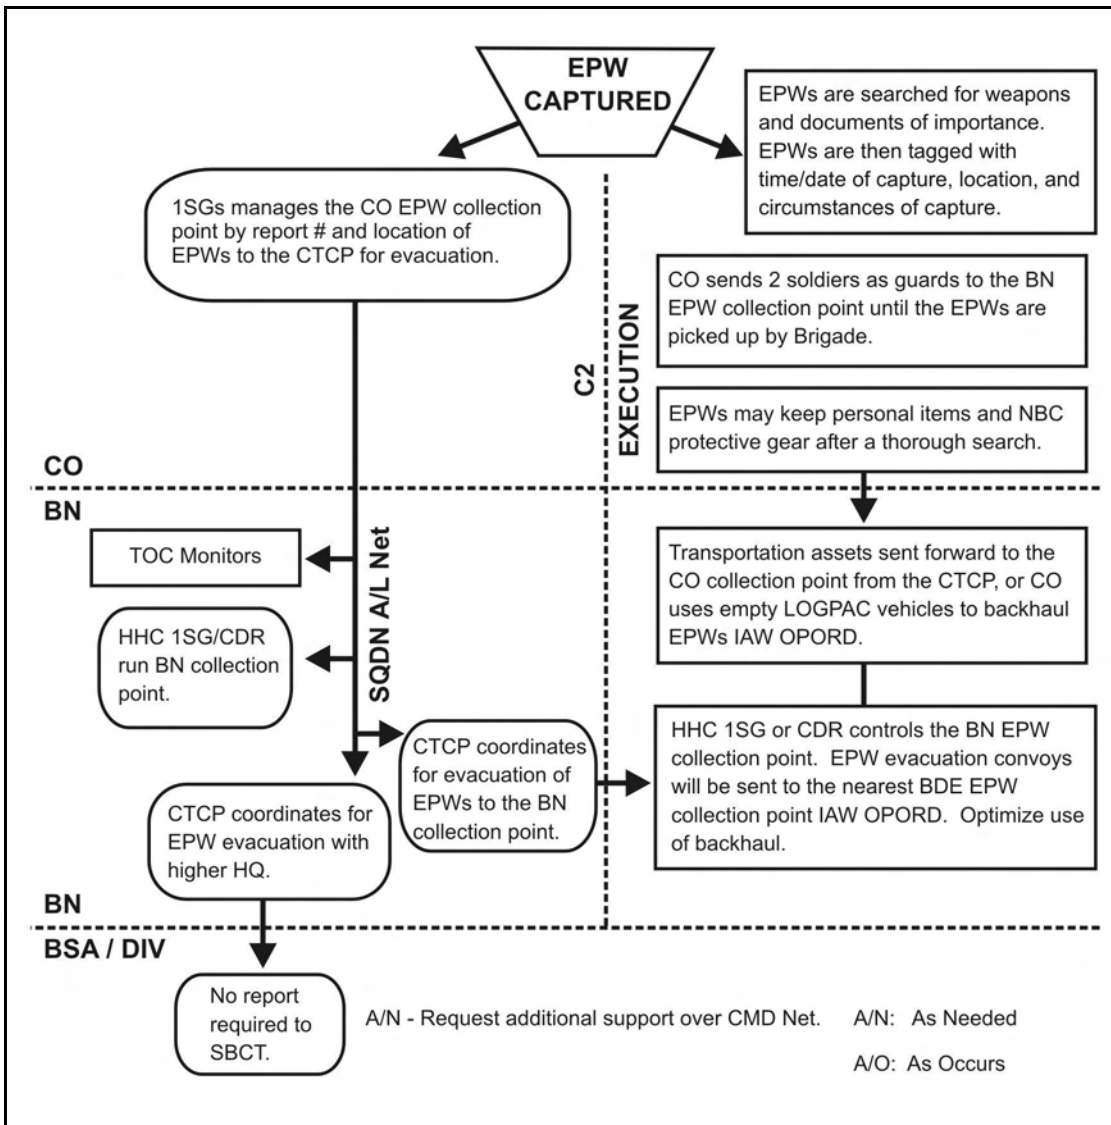 EPW
CAPTURED
EPWs are searched for weapons
and documents of importance.
EPWs are then tagged with
time/date of capture, location, and
circumstances of capture.
1SGs manages the CO EPW collection
point by report # and location of
EPWs to the CTCP for evacuation.
CO sends 2 soldiers as guards to the BN
EPW collection point until the EPWs are
picked up by Brigade.
C2
EXECUTION
EPWs may keep personal items and NBC
protective gear after a thorough search.
CO
BN
TOC Monitors
SQDN A/L Net
Transportation assets sent forward to the
CO collection point from the CTCP, or CO
uses empty LOGPAC vehicles to backhaul
EPWs IAW OPORD.
HHC 1SG/CDR
run BN collection
point.
CTCP coordinates
for evacuation of
EPWs to the BN
collection point.
HHC 1SG or CDR controls the BN EPW
collection point.  EPW evacuation convoys
will be sent to the nearest BDE EPW
collection point IAW OPORD.  Optimize use
of backhaul.
CTCP coordinates for
EPW evacuation with
higher HQ.
BN
BSA / DIV
No report
required to
SBCT.
A/N - Request additional support over CMD Net.
A/N:  As Needed
A/O:  As Occurs